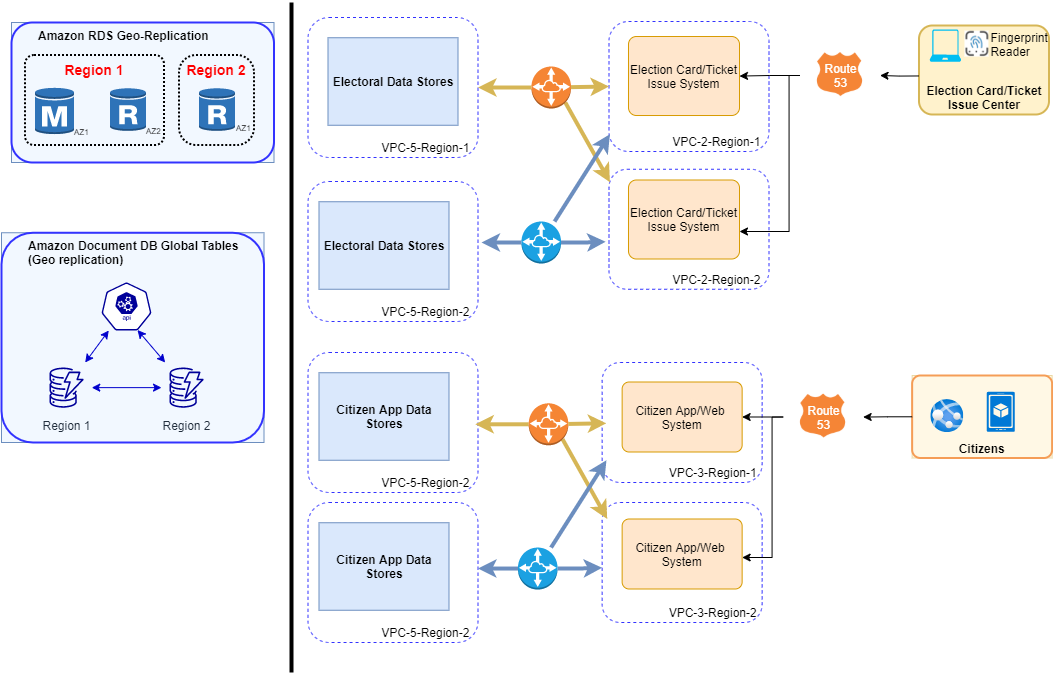 Amazon RDS Geo-Replication
Region 1
Region 2
M
AZ1
R
AZ2
R
AZ1
Amazon Document DB Global Tables
(Geo replication)
api
Region 1
Region 2
Electoral Data Stores
VPC-5-Region-1
Election Card/Ticket
Issue System
VPC-2-Region-1
Route
53
Fingerprint
Reader
Election Card/Ticket
Issue Center
Electoral Data Stores
VPC-5-Region-2
Election Card/Ticket
Issue System
VPC-2-Region-2
Citizen App Data
Stores
VPC-5-Region-2
Citizen App/Web
System
VPC-3-Region-1
Route
53
Citizens
Citizen App Data
Stores
VPC-5-Region-2
Citizen App/Web
System
VPC-3-Region-2